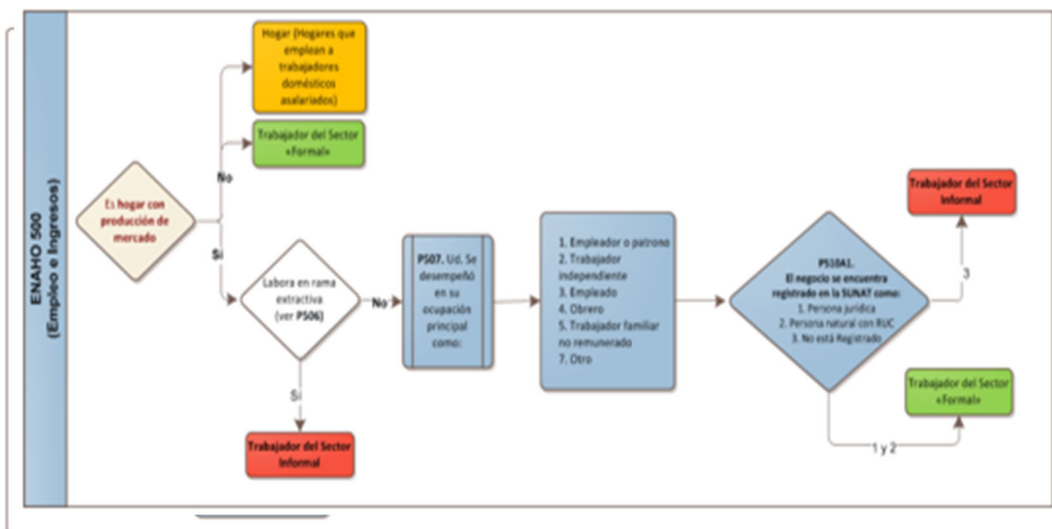 ENAHO 500
(Empleo e Ingresos)
Es hogar con
producción de
mercado
No
Si
Hogar (Hogares que
emplean a
trabajadores
domésticos
asalariados)
Trabajador del Sector
«Formal»
Labora en rama
extractiva
(ver P506)
Si
Trabajador del Sector
Informal
No
P507. Ud. Se
desempeñó
en su
ocupación
principal
como:
1. Empleador o patrono
2. Trabajador
independiente
3. Empleado
4. Obrero
5. Trabajador familiar
no remunerado
7. Otro
P510A1.
El negocio se encuentra
registrado en la SUNAT como:
1. Persona jurídica
2. Persona natural con RUC
3. No está Registrado
3
Trabajador del Sector
Informal
1 y 2
Trabajador del Sector
«Formal»